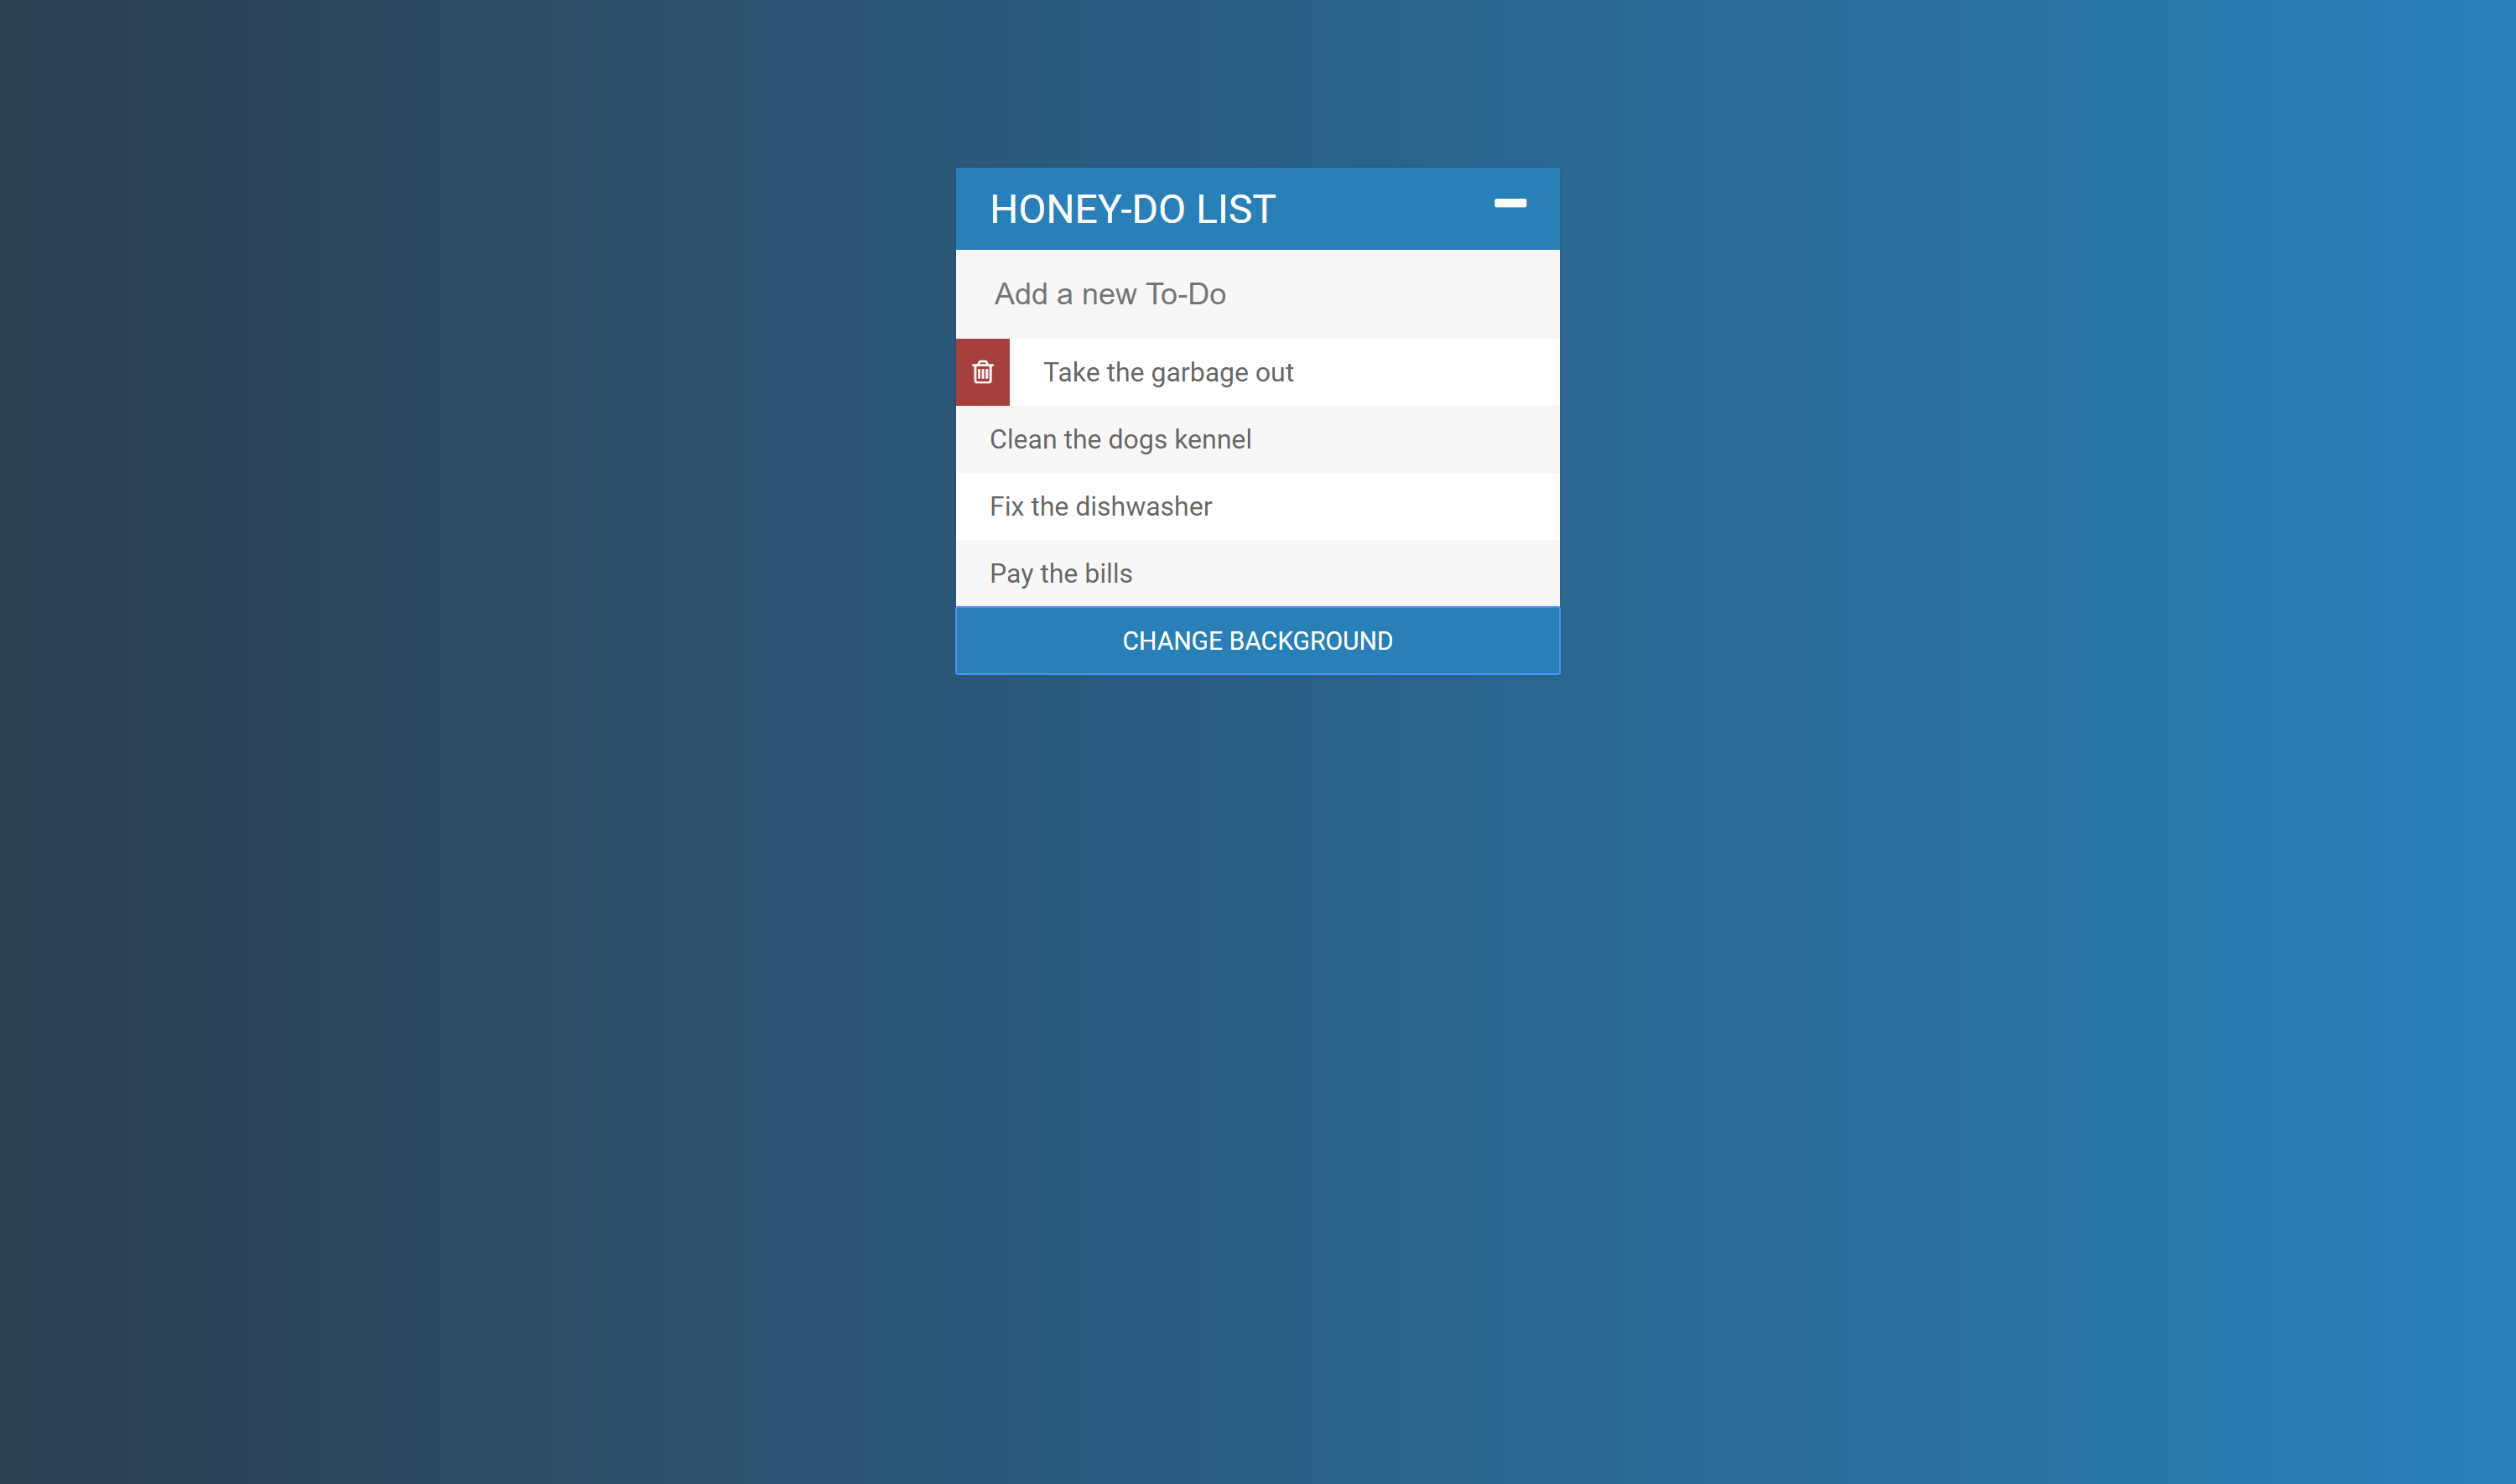 HONEY-DO LIST
Add a new To-Do
Take the garbage out
Clean the dogs kennel
Fix the dishwasher
Pay the bills
CHANGE BACKGROUND